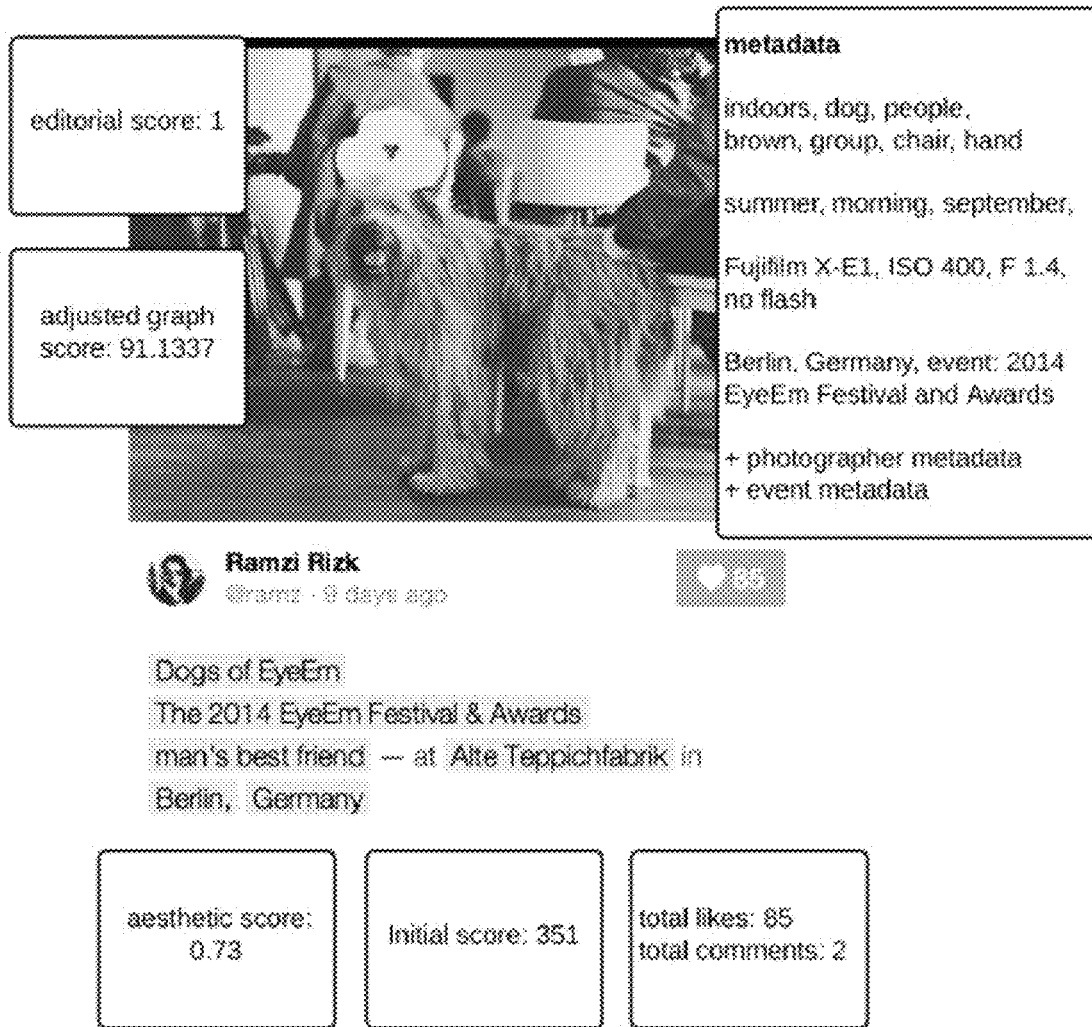 editorial score: 1
adjusted graph
score: 91.1337
metadata
indoors, dog, people,
brown, group, chair, hand
summer, morning, september,
Fujifilm X-E1, ISO 400, F 1.4,
no flash
Berlin, Germany, event: 2014
EyeEm Festival and Awards
+ photographer metadata
+ event metadata
Ramzi Rizk
@ramz · 9 days ago
85
Dogs of EyeEm
The 2014 EyeEm Festival & Awards
man's best friend — at Alte Teppichfabrik in
Berlin, Germany
aesthetic score:
0.73
Initial score: 351
total likes: 85
total comments: 2